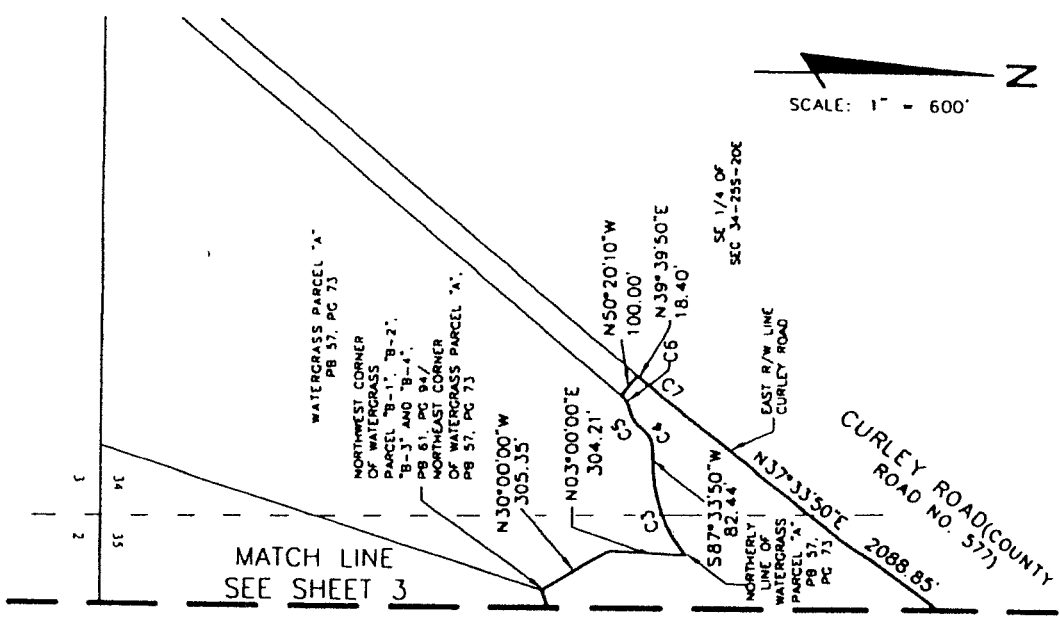 N
SCALE: 1" = 600'
SE 1/4 OF
SEC 34-25S-20E
WATERGRASS PARCEL "A"
PB 57, PG 73
NORTHWEST CORNER
OF WATERGRASS
PARCEL "B-1", "B-2",
"B-3" AND "B-4",
PB 61, PG 94/
NORTHEAST CORNER
OF WATERGRASS PARCEL "A",
PB 57, PG 73
N50°20'10"W
100.00'
N39°39'50"E
18.40'
C6
C7
C5
C4
C3
EAST R/W LINE
CURLEY ROAD
N30°00'00"W
305.35'
N03°00'00"E
304.21'
S87°33'50"W
82.44'
NORTHERLY
LINE OF
WATERGRASS
PARCEL "A"
PB 57,
PG 73
N37°33'50"E 2088.85'
CURLEY ROAD(COUNTY
ROAD NO. 577)
3 34
2 35
MATCH LINE
SEE SHEET 3